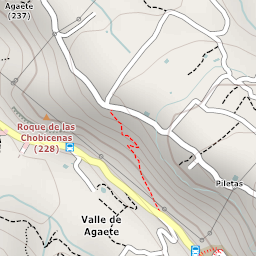 Agaete
(237)
Roque de las
Chobicenas
(228)
Piletas
Valle de
Agaete